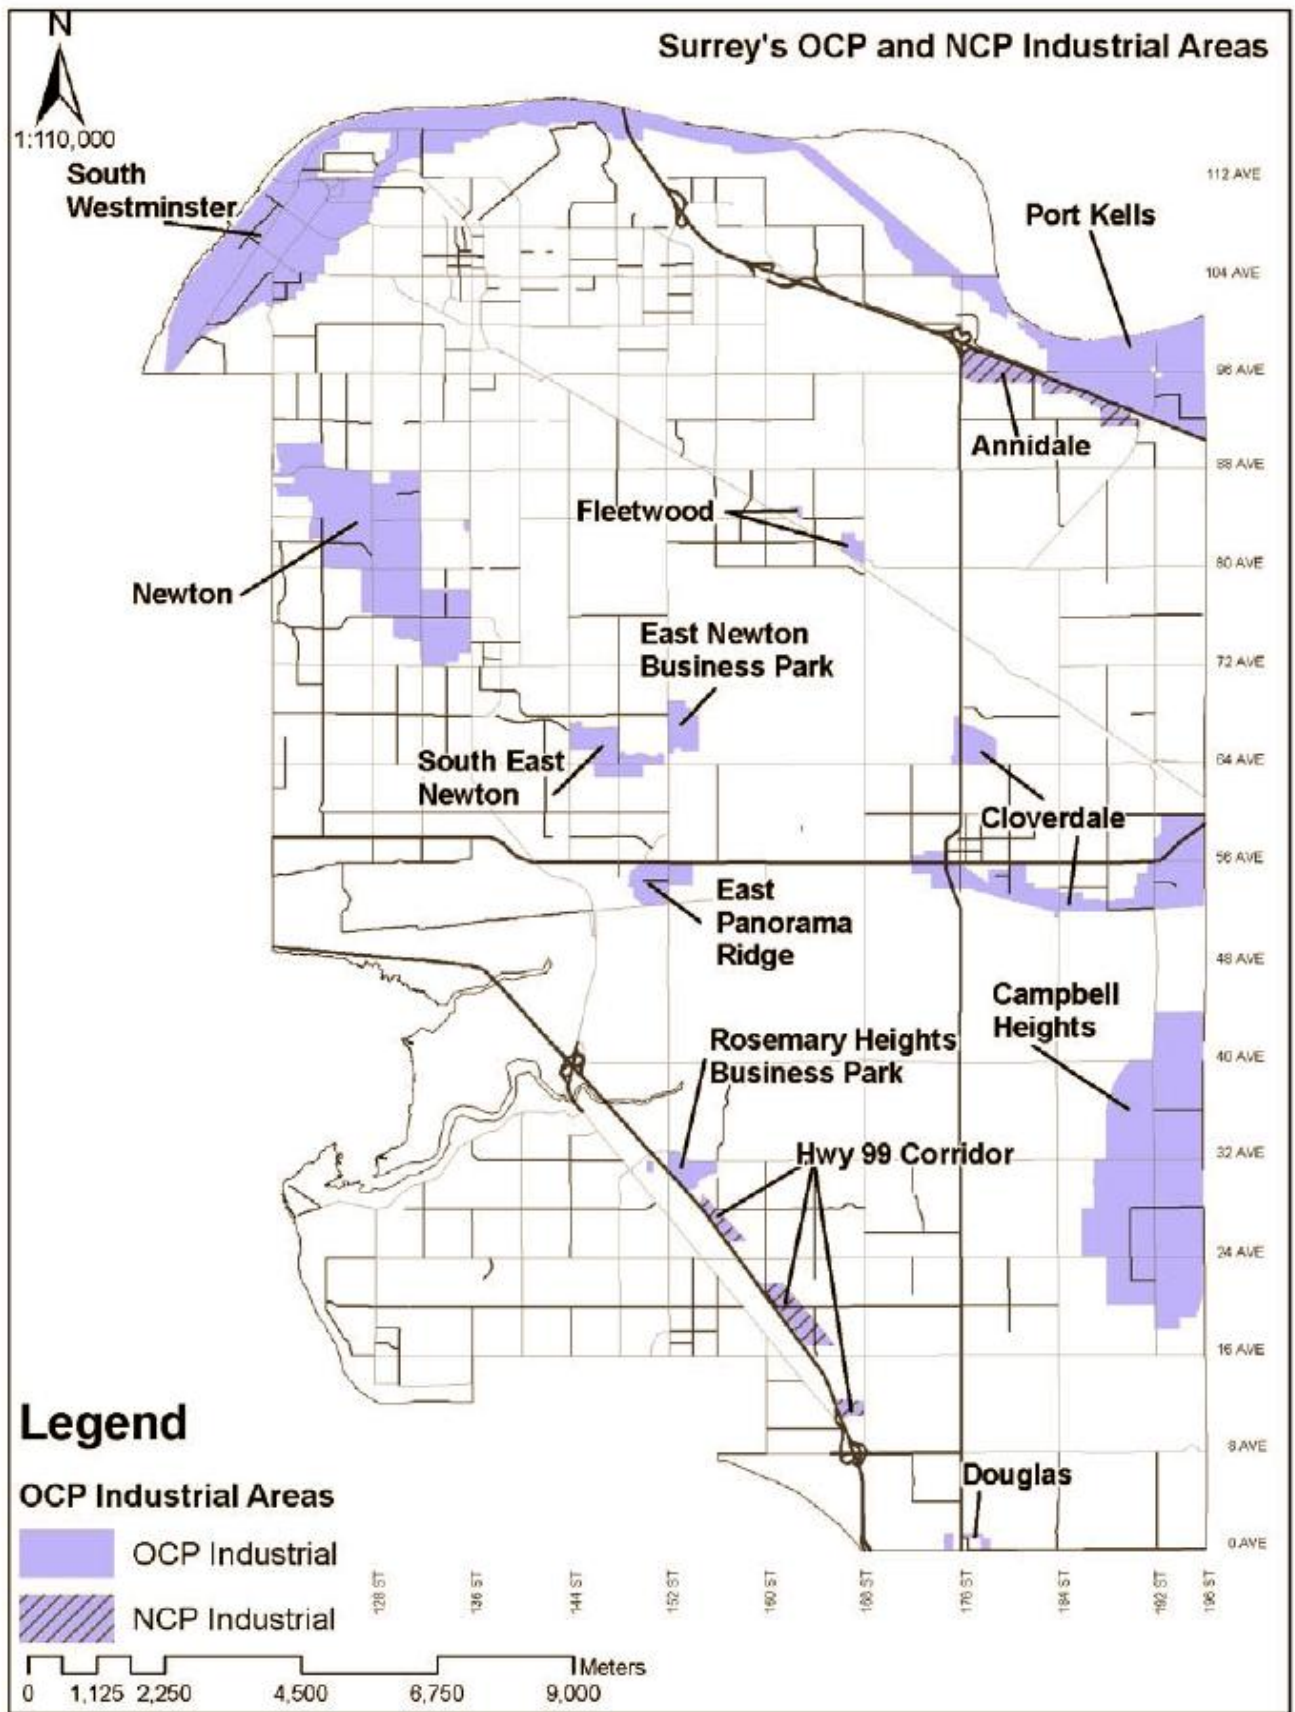 N
Surrey's OCP and NCP Industrial Areas
1:110,000
South
Westminster
112 AVE
Port Kells
104 AVE
96 AVE
Annidale
88 AVE
Fleetwood
80 AVE
Newton
East Newton
Business Park
72 AVE
South East
Newton
64 AVE
Cloverdale
56 AVE
East
Panorama
Ridge
48 AVE
Campbell
Heights
Rosemary Heights
Business Park
40 AVE
Hwy 99 Corridor
32 AVE
24 AVE
16 AVE
Legend
8 AVE
Douglas
OCP Industrial Areas
OCP Industrial
0 AVE
NCP Industrial
128 ST
136 ST
144 ST
152 ST
160 ST
168 ST
176 ST
184 ST
192 ST
196 ST
Meters
0 1,125 2,250 4,500 6,750 9,000